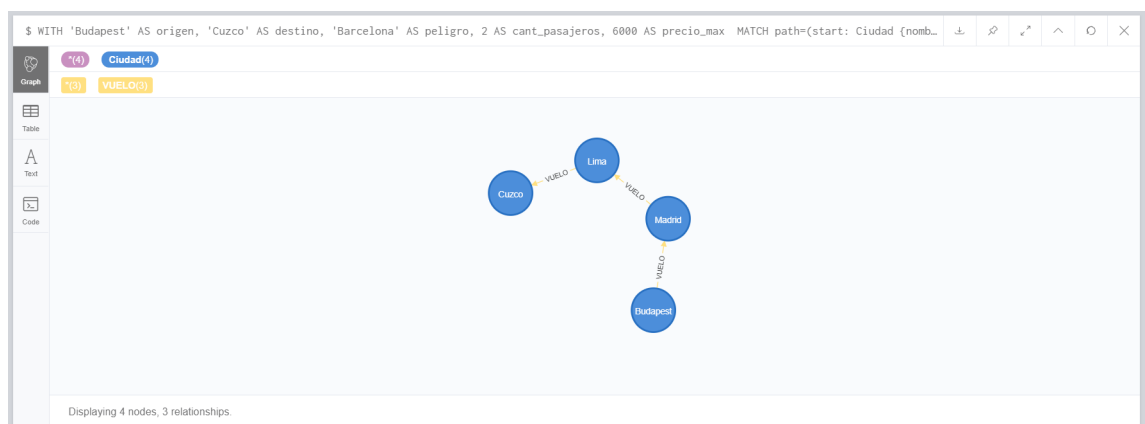 $ WITH 'Budapest' AS origen, 'Cuzco' AS destino, 'Barcelona' AS peligro, 2 AS cant_pasajeros, 6000 AS precio_max MATCH path=(start: Ciudad {nomb…
*(4) Ciudad(4)
Graph
*(3) VUELO(3)
Table
Text
Code
Lima
VUELO
Cuzco
VUELO
Madrid
VUELO
Budapest
Displaying 4 nodes, 3 relationships.